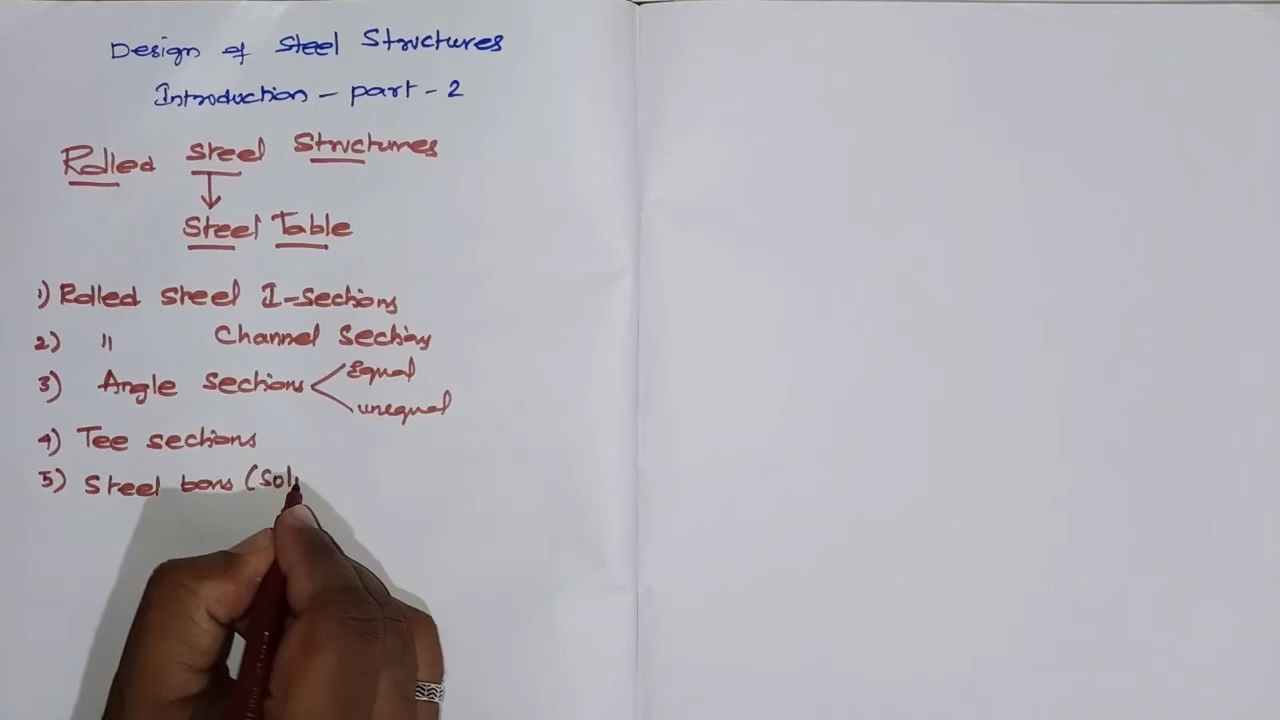 Design of Steel Structures
Introduction - part - 2
Rolled Steel Structures
Steel Table
1) Rolled Steel I-Sections
2) " Channel Sections
3) Angle Sections
Equal
unequal
4) Tee sections
5) Steel bars (Sol